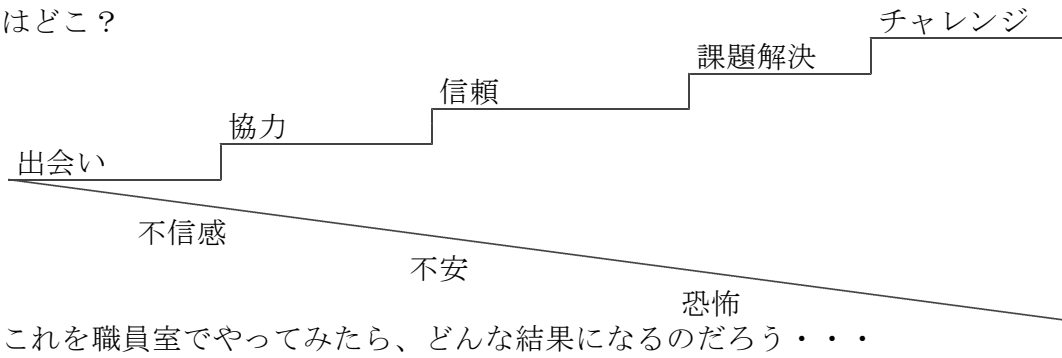 はどこ?
チャレンジ
課題解決
信頼
協力
出会い
不信感
不安
恐怖
これを職員室でやってみたら、どんな結果になるのだろう・・・